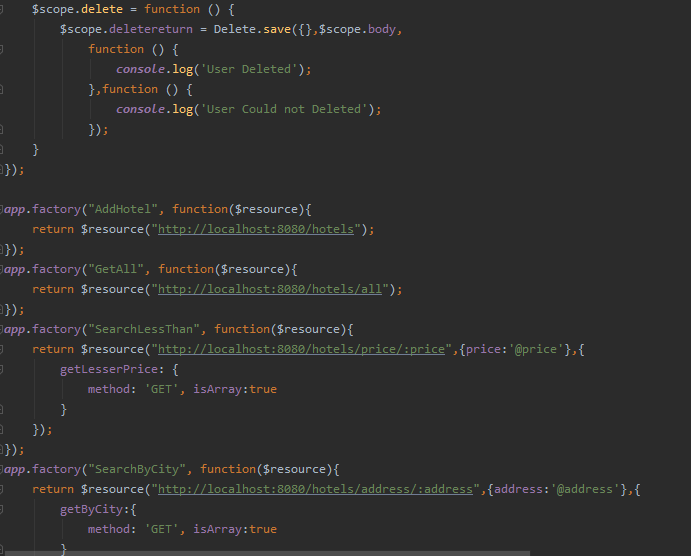 $scope.delete = function () {
$scope.deletereturn = Delete.save({},$scope.body,
function () {
console.log('User Deleted');
},function () {
console.log('User Could not Deleted');
});
}
});
app.factory("AddHotel", function($resource){
return $resource("http://localhost:8080/hotels");
});
app.factory("GetAll", function($resource){
return $resource("http://localhost:8080/hotels/all");
});
app.factory("SearchLessThan", function($resource){
return $resource("http://localhost:8080/hotels/price/:price",{price:'@price'},{
getLesserPrice: {
method: 'GET', isArray:true
}
});
});
app.factory("SearchByCity", function($resource){
return $resource("http://localhost:8080/hotels/address/:address",{address:'@address'},{
getByCity:{
method: 'GET', isArray:true
}